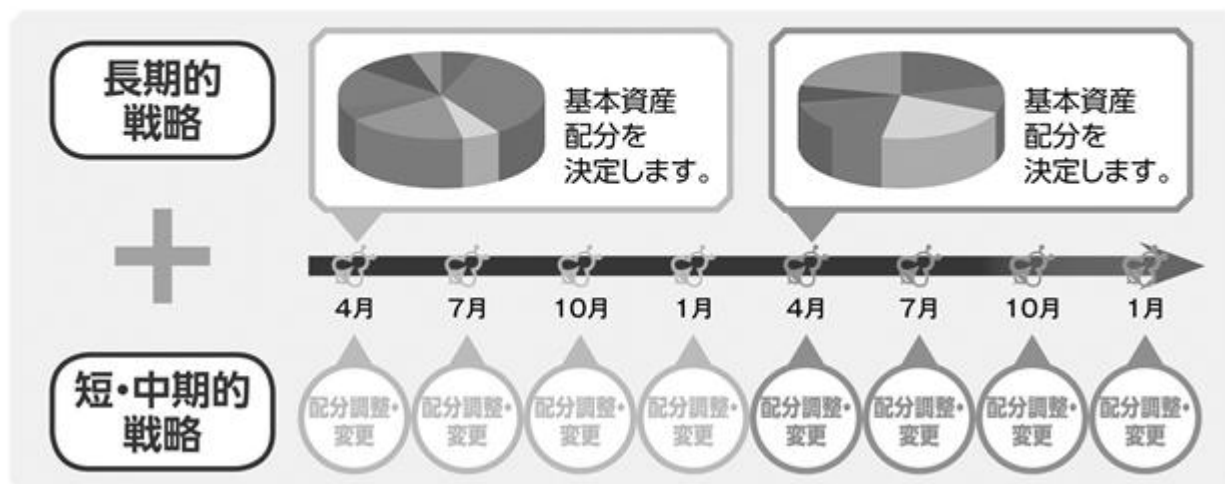 長期的
戦略
基本資産
配分を
決定します。
基本資産
配分を
決定します。
4月
7月
10月
1月
4月
7月
10月
1月
短・中期的
戦略
配分調整・
変更
配分調整・
変更
配分調整・
変更
配分調整・
変更
配分調整・
変更
配分調整・
変更
配分調整・
変更
配分調整・
変更